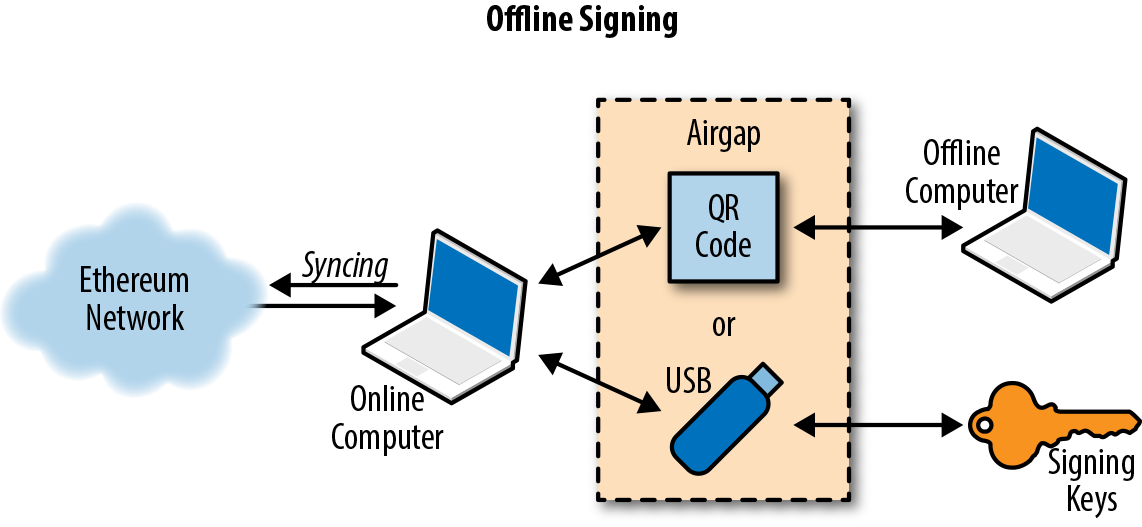 Offline Signing
Ethereum
Network
Syncing
Online
Computer
Airgap
QR
Code
or
USB
Offline
Computer
Signing
Keys